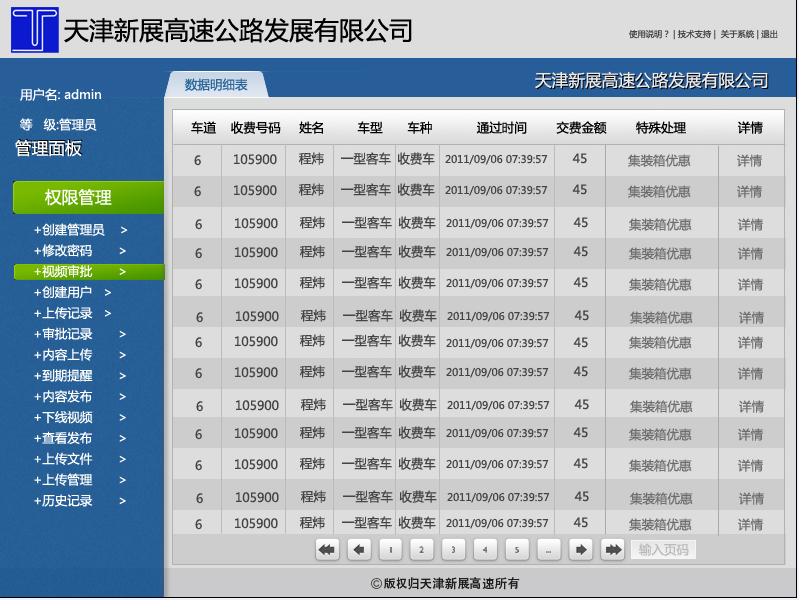 天津新展高速公路发展有限公司
使用说明？| 技术支持 | 关于系统 | 退出
用户名: admin
等 级:管理员
管理面板
权限管理
+创建管理员 >
+修改密码 >
+视频审批 >
+创建用户 >
+上传记录 >
+审批记录 >
+内容上传 >
+到期提醒 >
+内容发布 >
+下线视频 >
+查看发布 >
+上传文件 >
+上传管理 >
+历史记录 >
数据明细表
天津新展高速公路发展有限公司
车道 收费号码 姓名 车型 车种 通过时间 交费金额 特殊处理 详情
6 105900 程炜 一型客车 收费车 2011/09/06 07:39:57 45 集装箱优惠 详情
6 105900 程炜 一型客车 收费车 2011/09/06 07:39:57 45 集装箱优惠 详情
6 105900 程炜 一型客车 收费车 2011/09/06 07:39:57 45 集装箱优惠 详情
6 105900 程炜 一型客车 收费车 2011/09/06 07:39:57 45 集装箱优惠 详情
6 105900 程炜 一型客车 收费车 2011/09/06 07:39:57 45 集装箱优惠 详情
6 105900 程炜 一型客车 收费车 2011/09/06 07:39:57 45 集装箱优惠 详情
6 105900 程炜 一型客车 收费车 2011/09/06 07:39:57 45 集装箱优惠 详情
6 105900 程炜 一型客车 收费车 2011/09/06 07:39:57 45 集装箱优惠 详情
6 105900 程炜 一型客车 收费车 2011/09/06 07:39:57 45 集装箱优惠 详情
6 105900 程炜 一型客车 收费车 2011/09/06 07:39:57 45 集装箱优惠 详情
6 105900 程炜 一型客车 收费车 2011/09/06 07:39:57 45 集装箱优惠 详情
6 105900 程炜 一型客车 收费车 2011/09/06 07:39:57 45 集装箱优惠 详情
6 105900 程炜 一型客车 收费车 2011/09/06 07:39:57 45 集装箱优惠 详情
1 2 3 4 5 ... 输入页码
©版权归天津新展高速所有